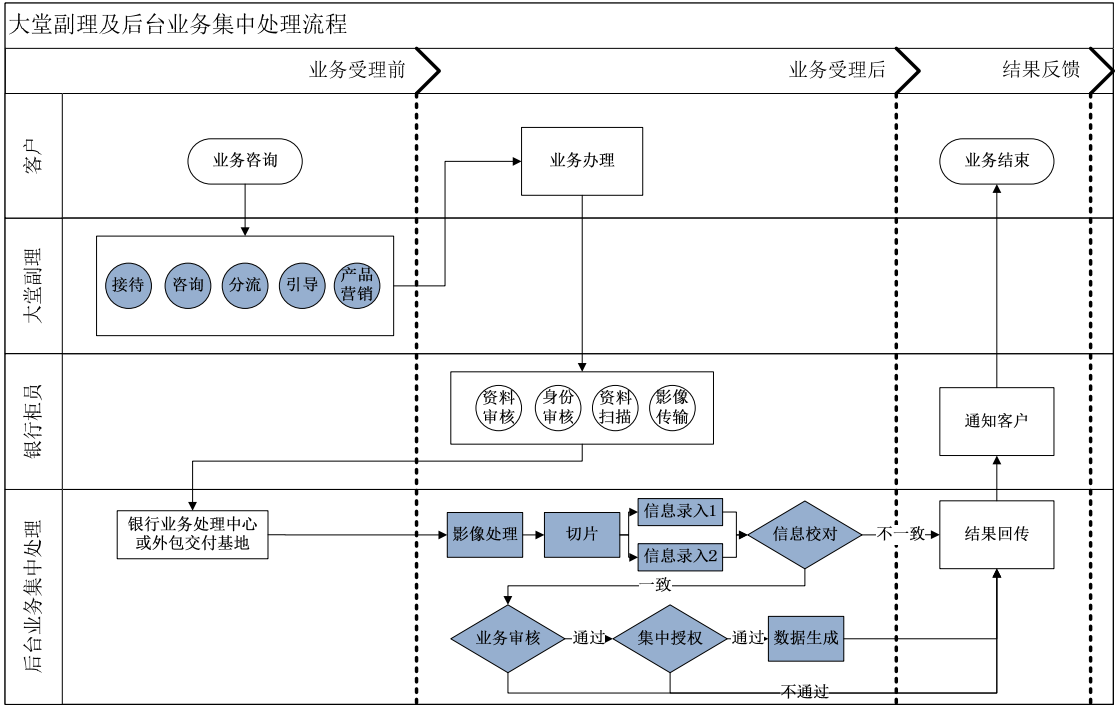 大堂副理及后台业务集中处理流程
业务受理前
业务受理后
结果反馈
客户
业务咨询
业务办理
业务结束
大堂副理
接待
咨询
分流
引导
产品
营销
银行柜员
资料
审核
身份
审核
资料
扫描
影像
传输
通知客户
后台业务集中处理
银行业务处理中心
或外包交付基地
影像处理
切片
信息录入1
信息录入2
信息校对
不一致
结果回传
一致
业务审核
通过
集中授权
通过
数据生成
不通过